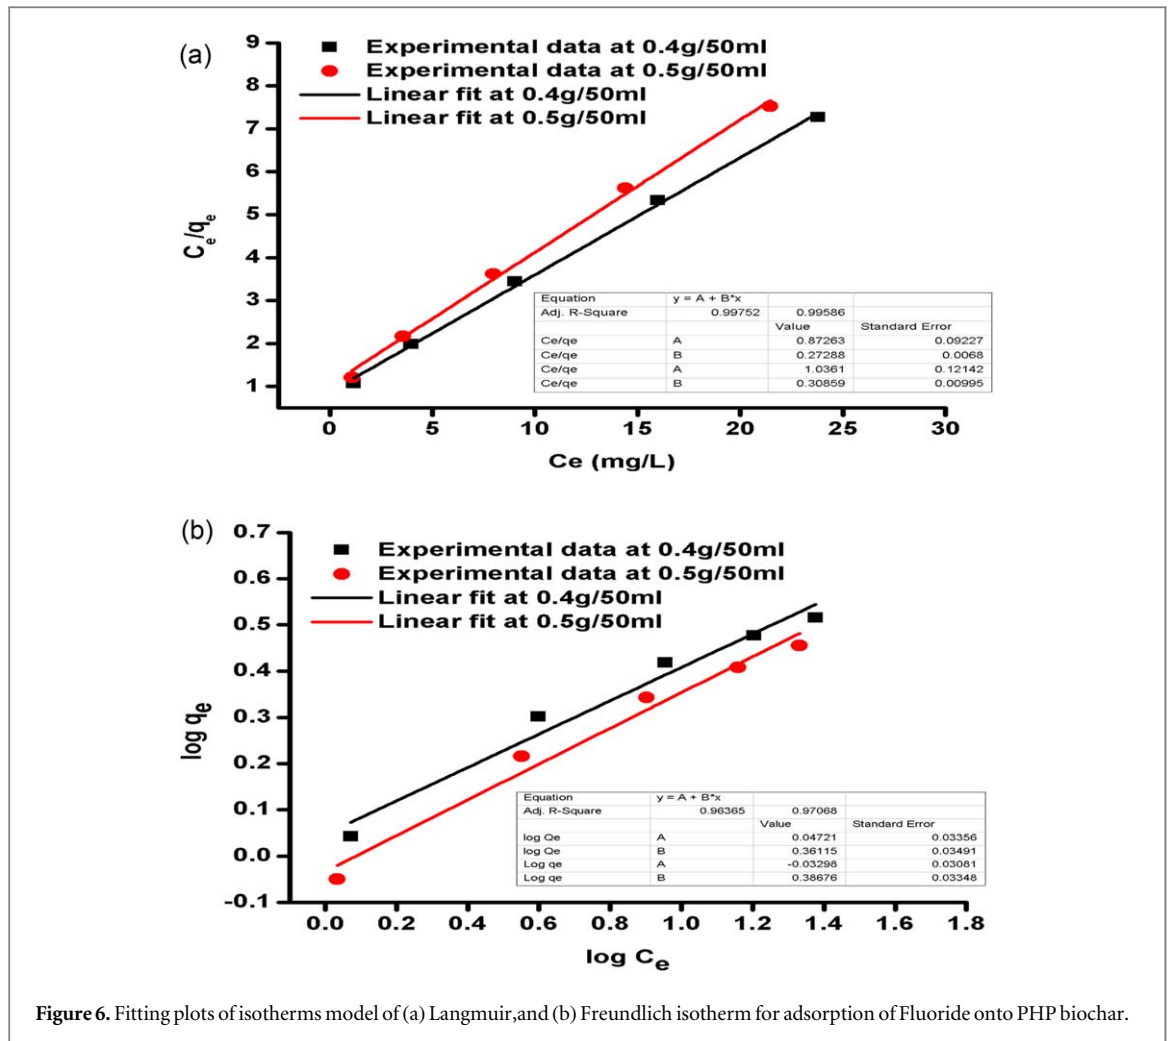 (a)
Experimental data at 0.4g/50ml
Experimental data at 0.5g/50ml
Linear fit at 0.4g/50ml
Linear fit at 0.5g/50ml
9
8
7
6
5
4
3
2
1
Ce/qe
Equation y = A + B*x
Adj. R-Square 0.99752 0.99586
Value Standard Error
Ce/qe A 0.87263 0.09227
Ce/qe B 0.27288 0.0068
Ce/qe A 1.0361 0.12142
Ce/qe B 0.30859 0.00995
0 5 10 15 20 25 30
Ce (mg/L)
(b)
Experimental data at 0.4g/50ml
Experimental data at 0.5g/50ml
Linear fit at 0.4g/50ml
Linear fit at 0.5g/50ml
0.7
0.6
0.5
0.4
0.3
0.2
0.1
0.0
-0.1
log qe
Equation y = A + B*x
Adj. R-Square 0.96365 0.97068
Value Standard Error
log Qe A 0.04721 0.03356
log Qe B 0.36115 0.03491
Log qe A -0.03298 0.03081
Log qe B 0.38676 0.03348
0.0 0.2 0.4 0.6 0.8 1.0 1.2 1.4 1.6 1.8
log Ce
Figure 6. Fitting plots of isotherms model of (a) Langmuir,and (b) Freundlich isotherm for adsorption of Fluoride onto PHP biochar.